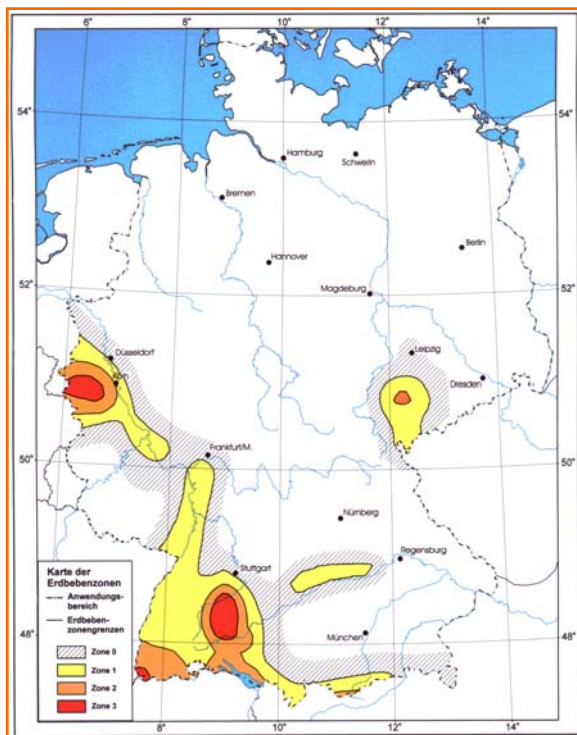 6° 8° 10° 12° 14°
54° 54°
Hamburg
Schwerin
Bremen
Berlin
Hannover
52° Magdeburg 52°
Düsseldorf
Leipzig
Köln
Dresden
50° Frankfurt/M. 50°
Nürnberg
Regensburg
Stuttgart
Karte der
Erdbebenzonen
Anwendungs-
bereich
Erdbeben-
zonengrenzen
48° München 48°
Zone 0
Zone 1
Zone 2
Zone 3
8° 10° 12° 14°